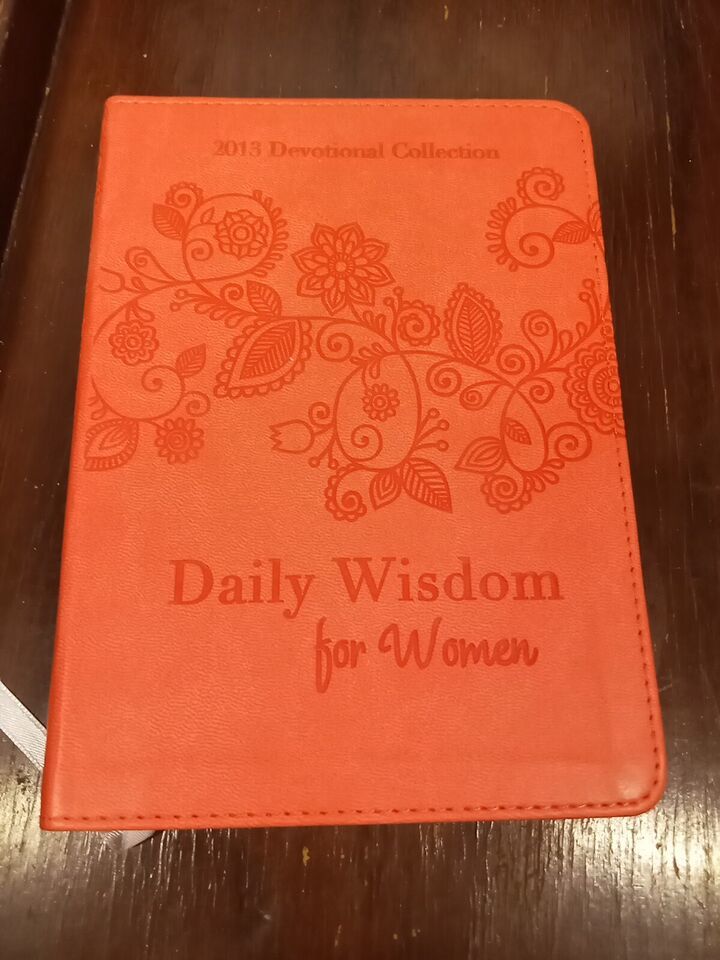 2013 Devotional Collection
Daily Wisdom
for Women